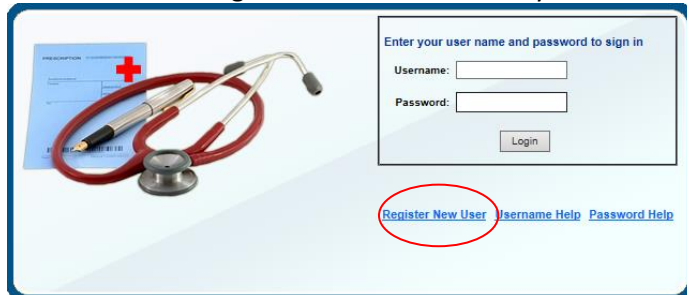 PRESCRIPTION
Enter your user name and password to sign in
Username:
Password:
Login
Register New User Username Help Password Help